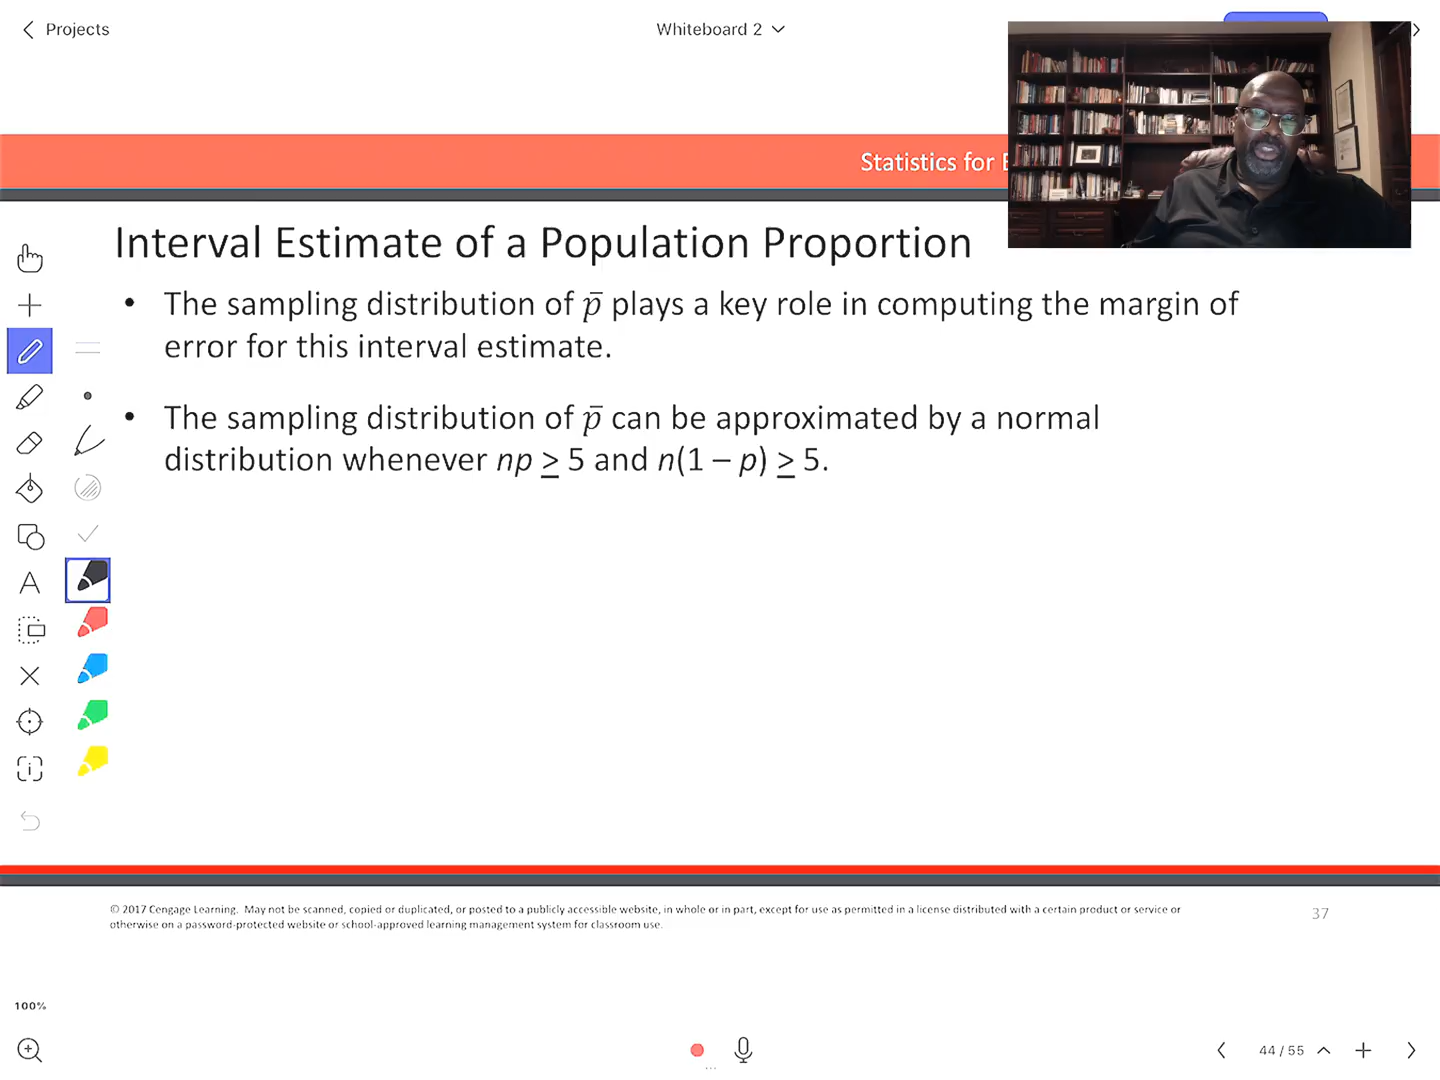 Projects
Whiteboard 2
Statistics for
Interval Estimate of a Population Proportion
• The sampling distribution of p̄ plays a key role in computing the margin of
error for this interval estimate.
• The sampling distribution of p̄ can be approximated by a normal
distribution whenever np ≥ 5 and n(1 – p) ≥ 5.
A
© 2017 Cengage Learning. May not be scanned, copied or duplicated, or posted to a publicly accessible website, in whole or in part, except for use as permitted in a license distributed with a certain product or service or
otherwise on a password-protected website or school-approved learning management system for classroom use.
37
100%
44 / 55